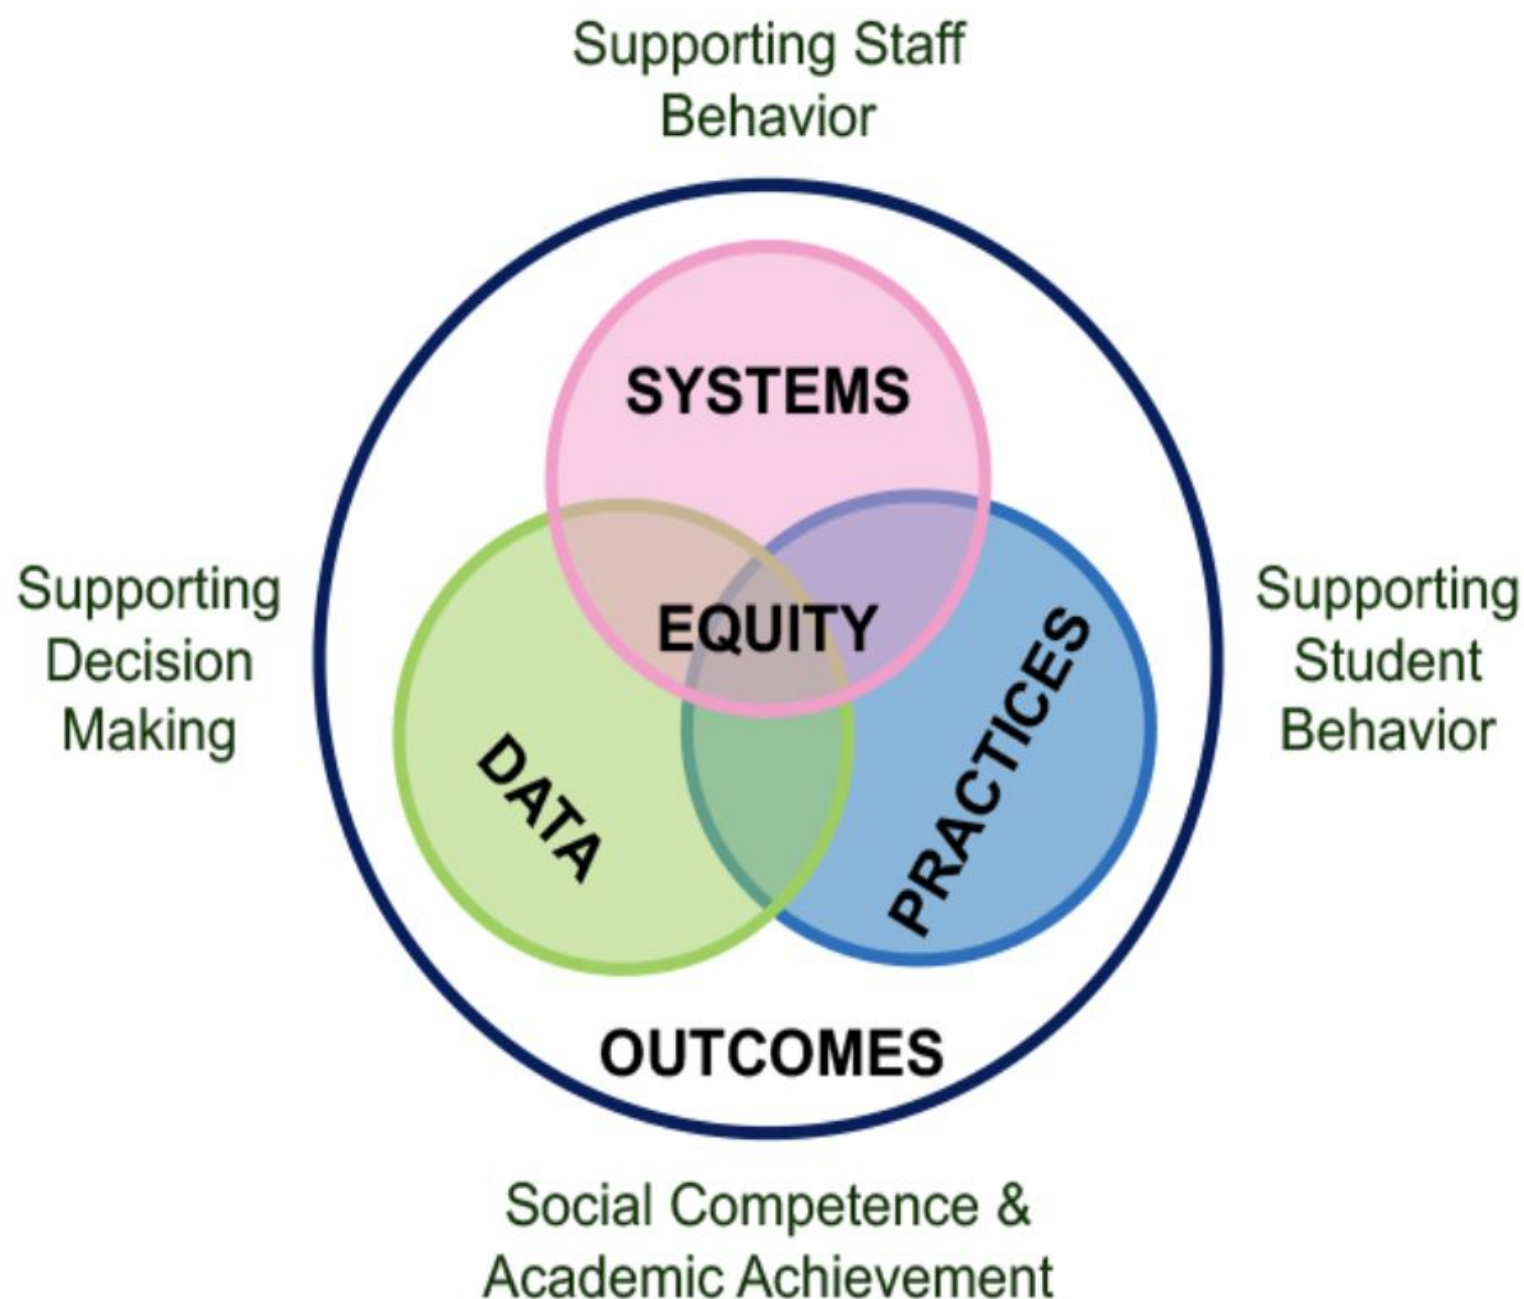 Supporting Staff
Behavior
SYSTEMS
EQUITY
DATA
PRACTICES
OUTCOMES
Supporting
Decision
Making
Supporting
Student
Behavior
Social Competence &
Academic Achievement